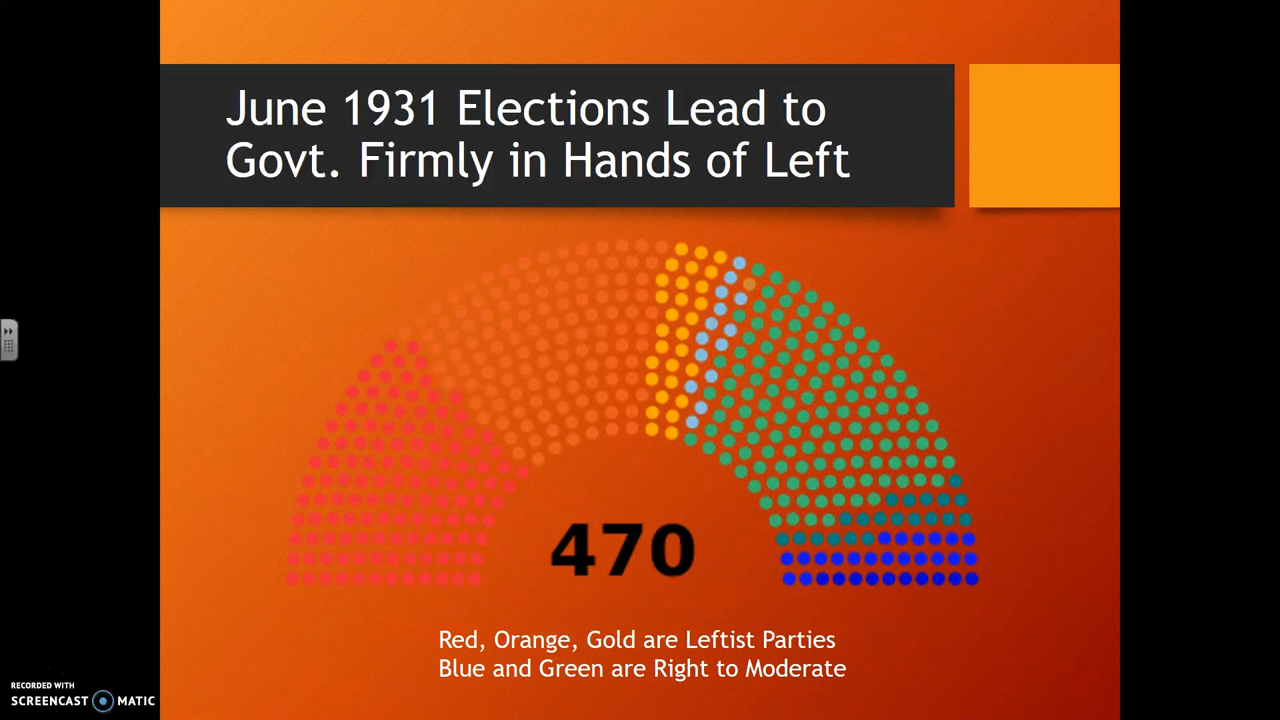 June 1931 Elections Lead to
Govt. Firmly in Hands of Left
470
Red, Orange, Gold are Leftist Parties
Blue and Green are Right to Moderate
RECORDED WITH
SCREENCAST MATIC